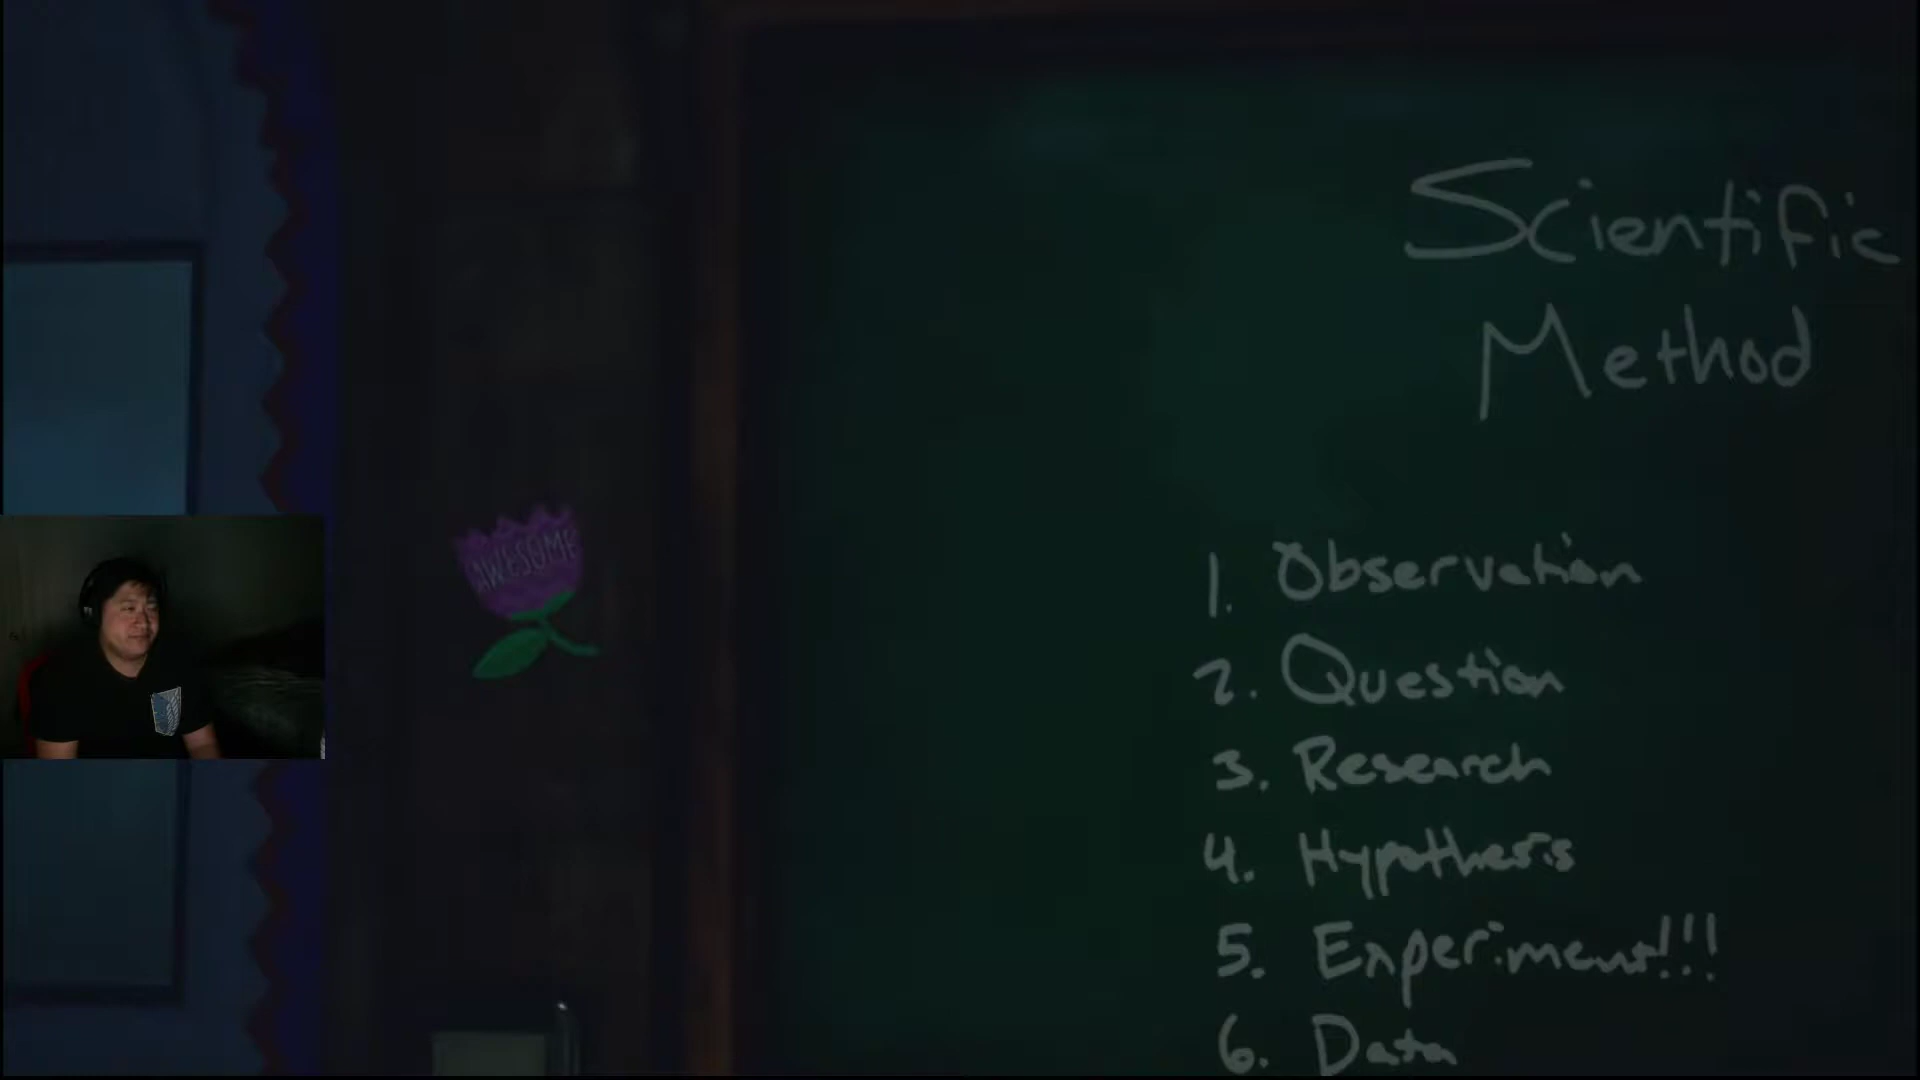 Scientific
Method
AWESOME
1. Observation
2. Question
3. Research
4. Hypothesis
5. Experiment!!!
6. Data